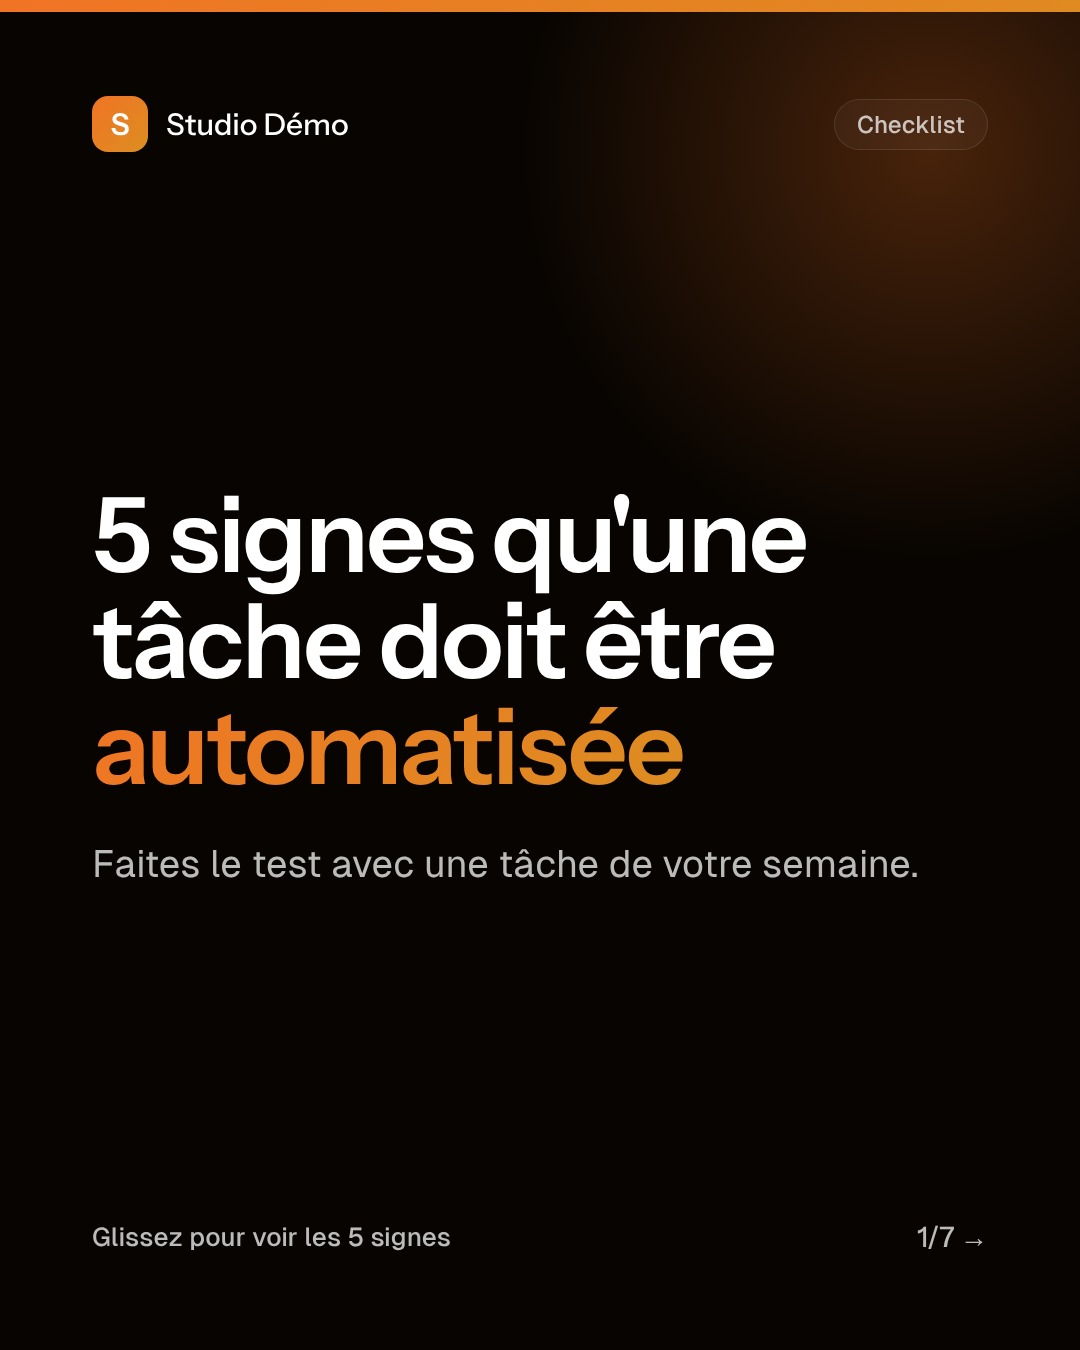 S Studio Démo
Checklist
5 signes qu'une
tâche doit être
automatisée
Faites le test avec une tâche de votre semaine.
Glissez pour voir les 5 signes
1/7 →